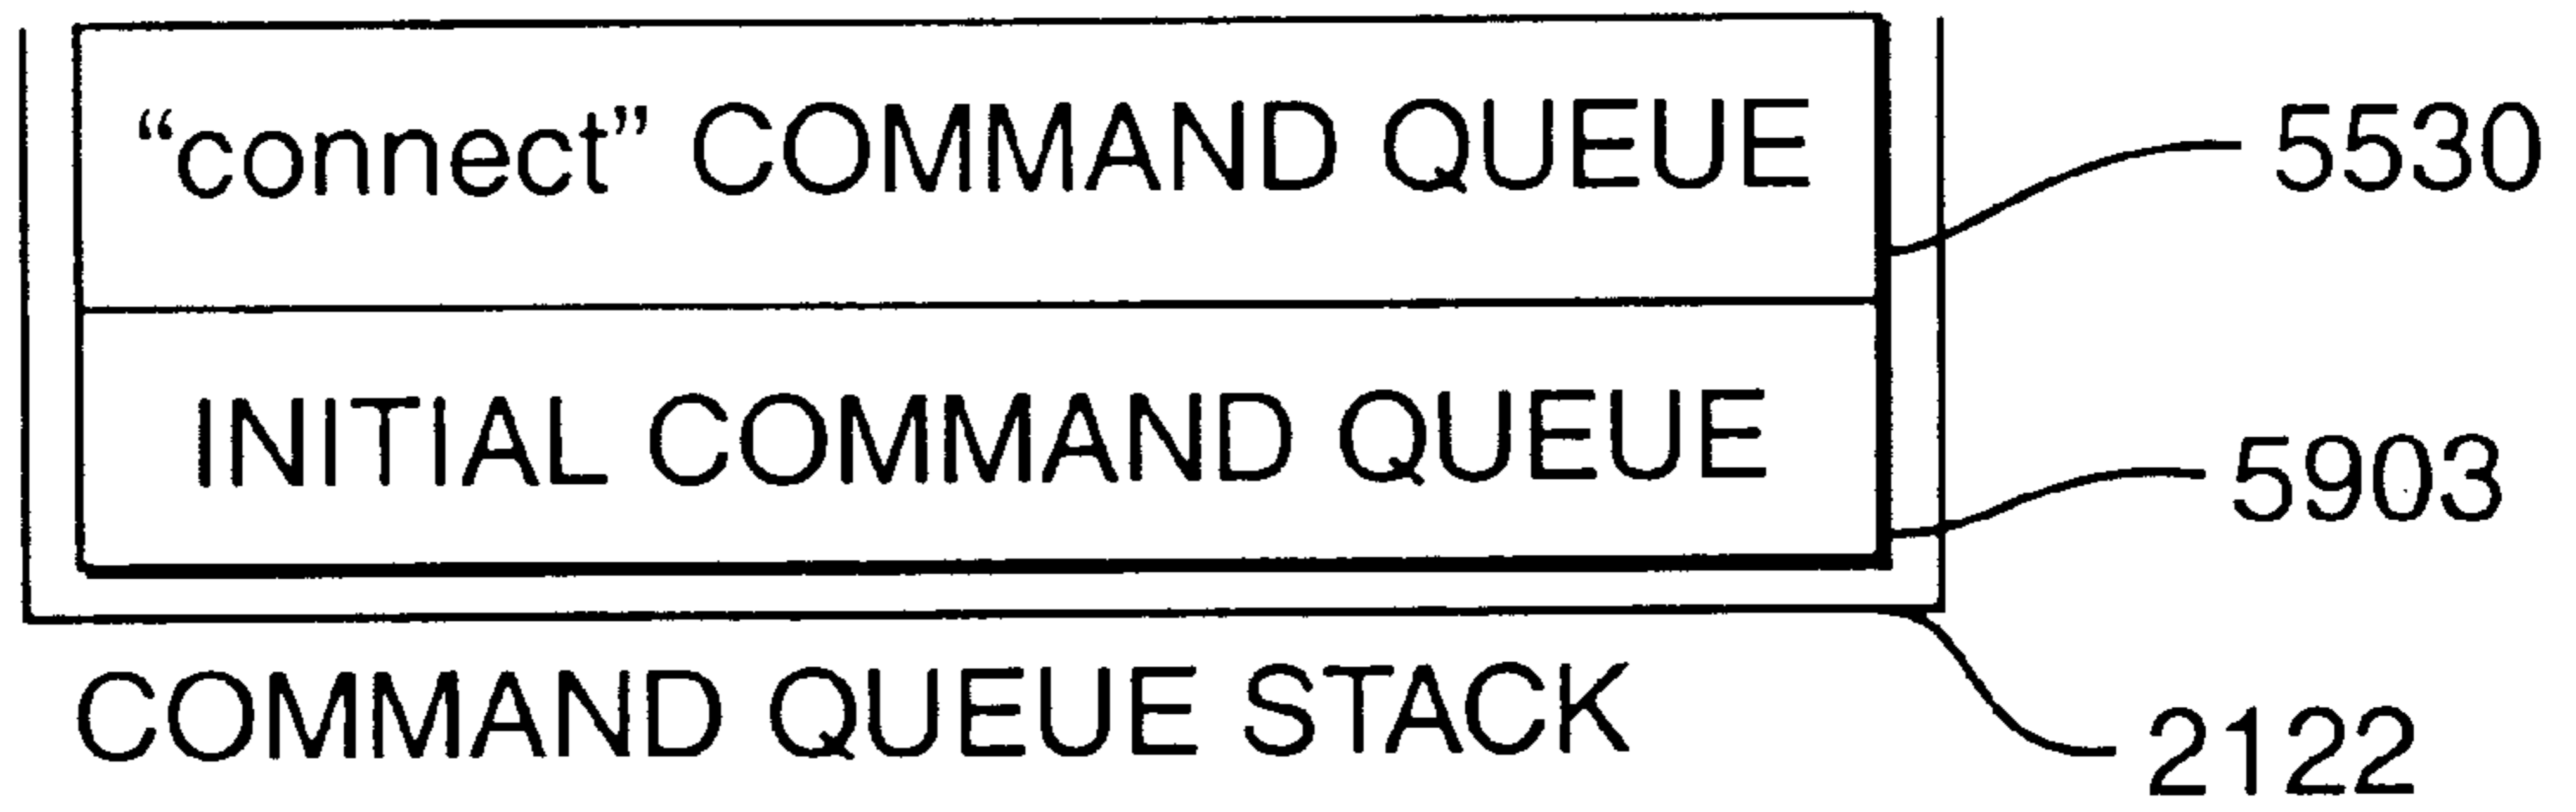 “connect” COMMAND QUEUE
5530
INITIAL COMMAND QUEUE
5903
COMMAND QUEUE STACK
2122